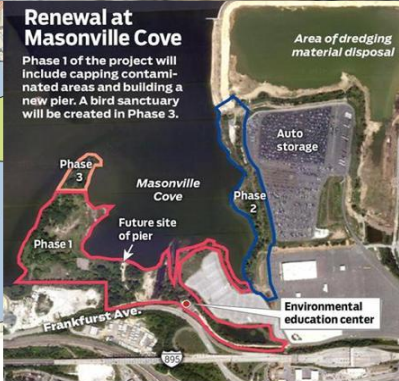 Renewal at
Masonville Cove
Phase 1 of the project will
include capping contami-
nated areas and building a
new pier. A bird sanctuary
will be created in Phase 3.
Area of dredging
material disposal
Auto
storage
Phase
3
Masonville
Cove
Phase
2
Future site
of pier
Phase 1
Environmental
education center
Frankfurst Ave.
895